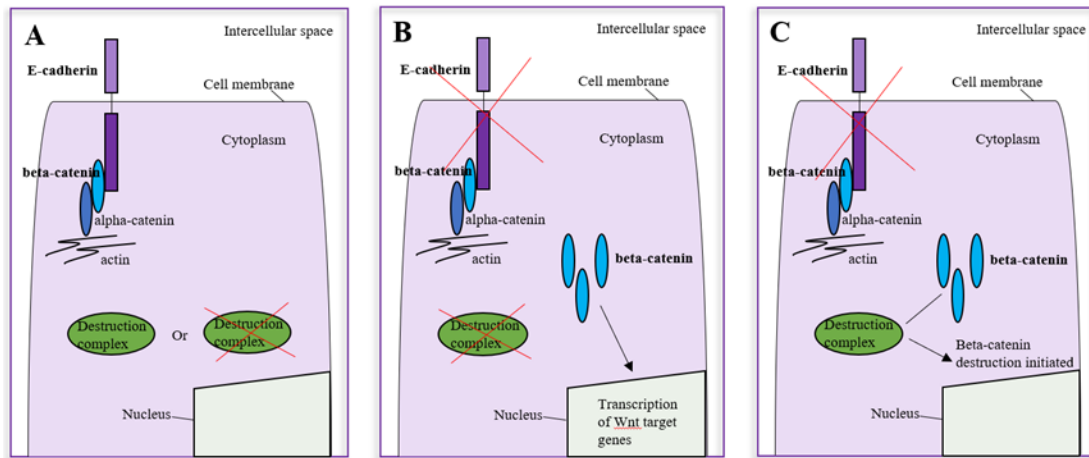 A
Intercellular space
E-cadherin
Cell membrane
Cytoplasm
beta-catenin
alpha-catenin
actin
Destruction
complex
Or
Destruction
complex
Nucleus
B
Intercellular space
E-cadherin
Cell membrane
Cytoplasm
beta-catenin
alpha-catenin
actin
beta-catenin
Destruction
complex
Nucleus
Transcription
of Wnt target
genes
C
Intercellular space
E-cadherin
Cell membrane
Cytoplasm
beta-catenin
alpha-catenin
actin
beta-catenin
Destruction
complex
Beta-catenin
destruction initiated
Nucleus